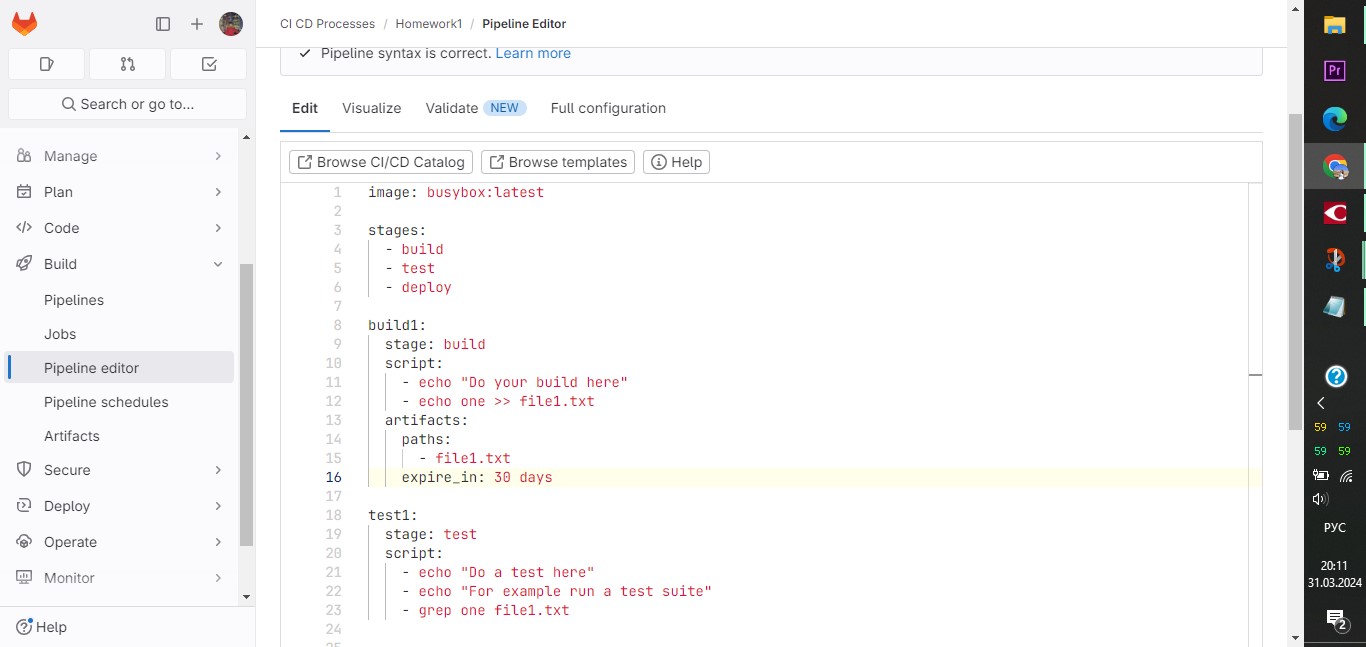 CI CD Processes / Homework1 / Pipeline Editor
Pipeline syntax is correct. Learn more
Search or go to...
Manage
Plan
Code
Build
Pipelines
Jobs
Pipeline editor
Pipeline schedules
Artifacts
Secure
Deploy
Operate
Monitor
Help
Edit Visualize Validate NEW Full configuration
Browse CI/CD Catalog Browse templates Help
1 image: busybox:latest
2
3 stages:
4 - build
5 - test
6 - deploy
7
8 build1:
9 stage: build
10 script:
11 - echo "Do your build here"
12 - echo one >> file1.txt
13 artifacts:
14 paths:
15 - file1.txt
16 expire_in: 30 days
17
18 test1:
19 stage: test
20 script:
21 - echo "Do a test here"
22 - echo "For example run a test suite"
23 - grep one file1.txt
24
25
Pr
59 59
59 59
РУС
20:11
31.03.2024
2